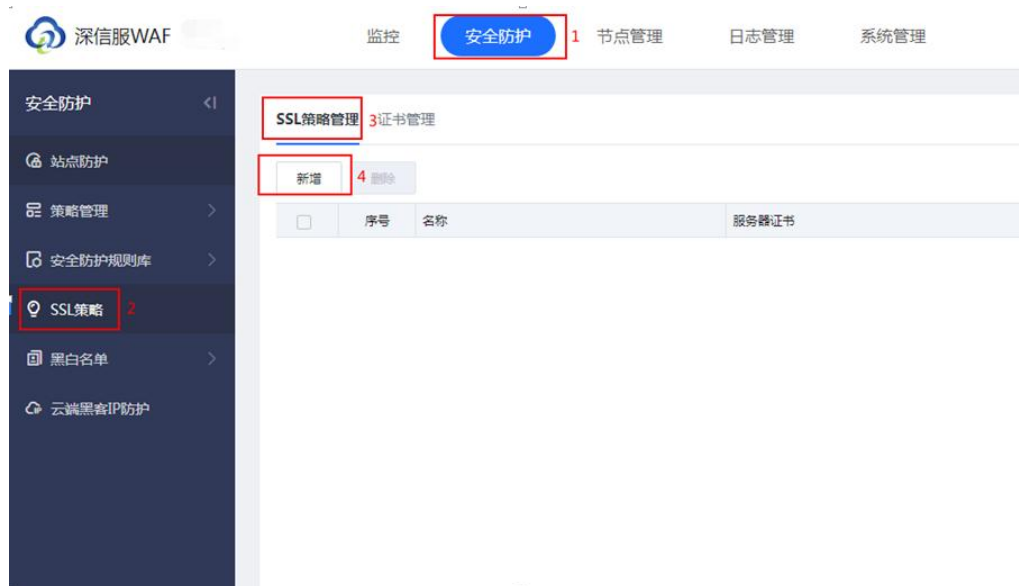 深信服WAF
监控
安全防护
1
节点管理
日志管理
系统管理
安全防护
SSL策略管理
3
证书管理
站点防护
新增
4
删除
策略管理
序号
名称
服务器证书
安全防护规则库
SSL策略
2
黑白名单
云端黑客IP防护